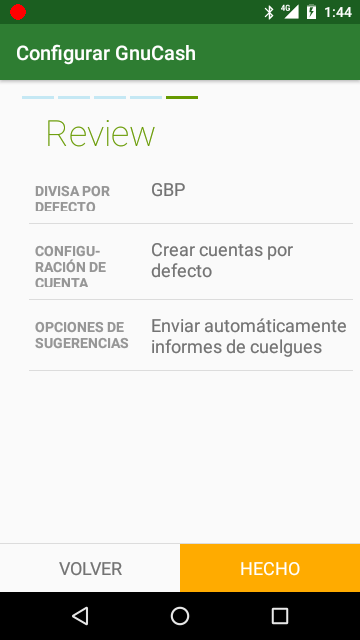 4G 1:44
Configurar GnuCash
Review
DIVISA POR
DEFECTO
GBP
CONFIGU-
RACIÓN DE
CUENTA
Crear cuentas por
defecto
OPCIONES DE
SUGERENCIAS
Enviar automáticamente
informes de cuelgues
VOLVER
HECHO